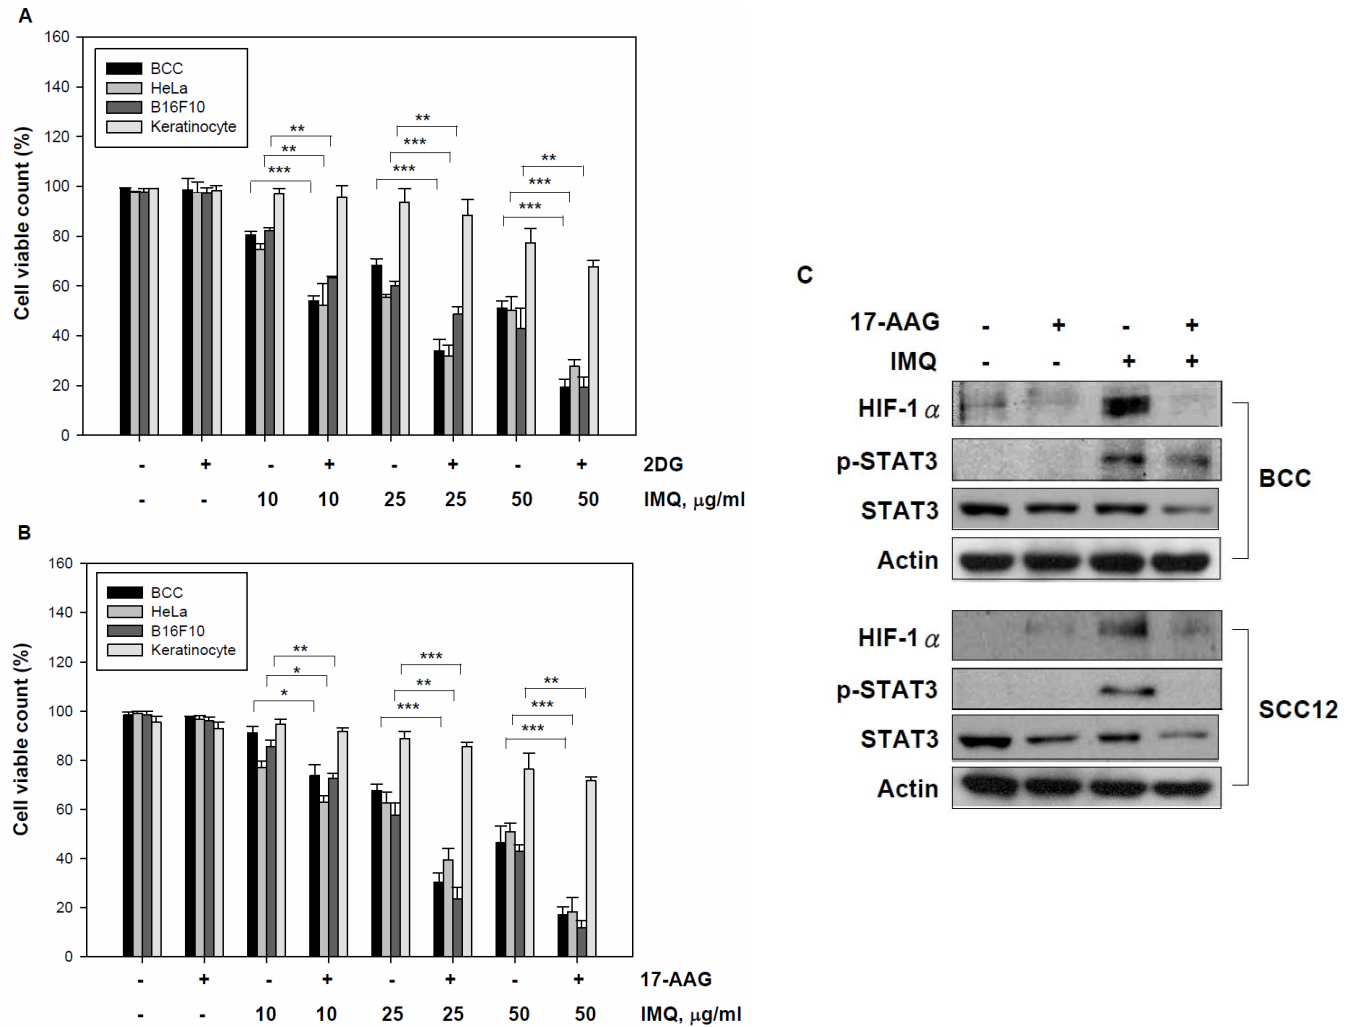 A
160
140
120
100
80
60
40
20
0
Cell viable count (%)
BCC
HeLa
B16F10
Keratinocyte
** ** ***
** *** ***
** *** ***
- + - + - + - + 2DG
- - 10 10 25 25 50 50 IMQ, μg/ml
B
160
140
120
100
80
60
40
20
0
Cell viable count (%)
BCC
HeLa
B16F10
Keratinocyte
** * *
*** ** ***
** *** ***
- + - + - + - + 17-AAG
- - 10 10 25 25 50 50 IMQ, μg/ml
C
17-AAG - + - +
IMQ - - + +
HIF-1α
p-STAT3
STAT3
Actin
BCC
HIF-1α
p-STAT3
STAT3
Actin
SCC12